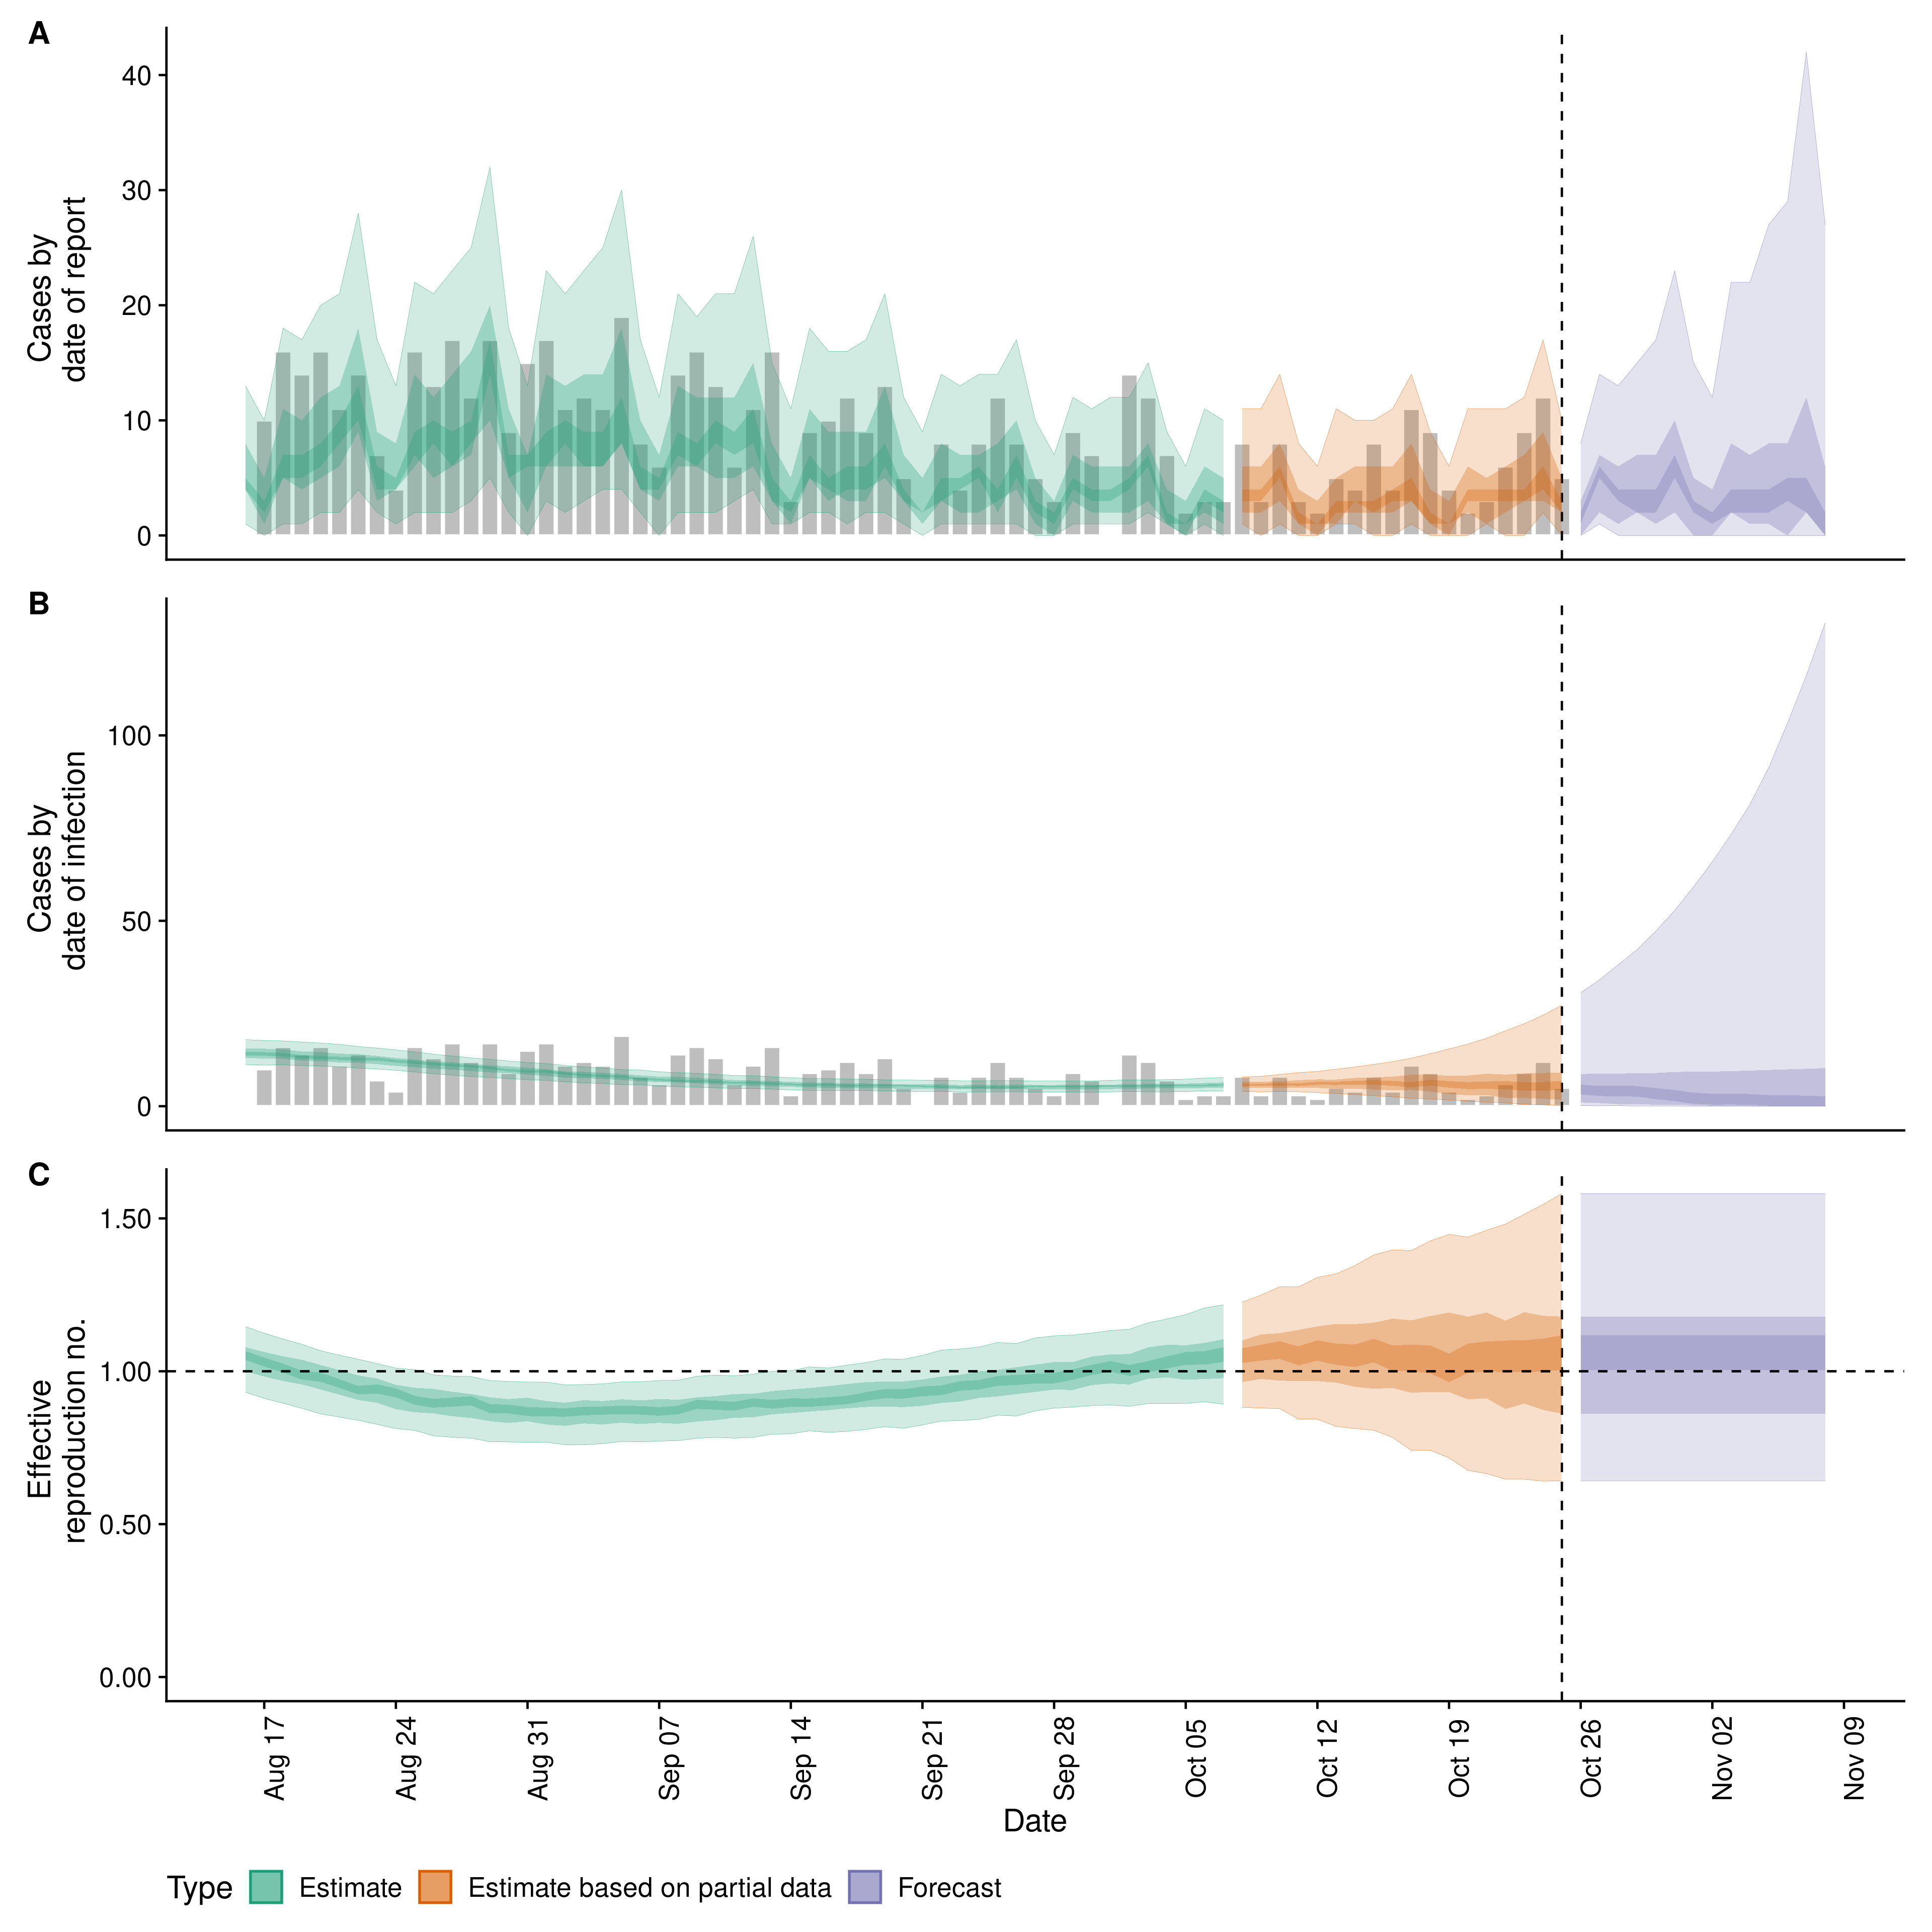 A
Cases by
date of report
40
30
20
10
0
B
Cases by
date of infection
100
50
0
C
Effective
reproduction no.
1.50
1.00
0.50
0.00
Aug 17
Aug 24
Aug 31
Sep 07
Sep 14
Sep 21
Sep 28
Oct 05
Oct 12
Oct 19
Oct 26
Nov 02
Nov 09
Date
Type Estimate Estimate based on partial data Forecast